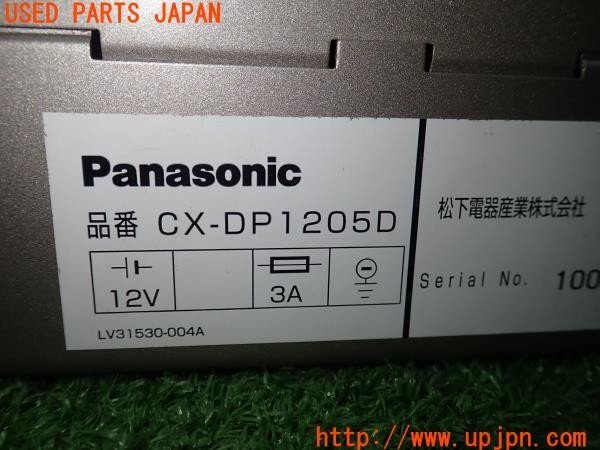 USED PARTS JAPAN
Panasonic
品番 CX-DP1205D
松下電器産業株式会社
12V
3A
Serial No. 100
LV31530-004A
http://www.upjpn.com/